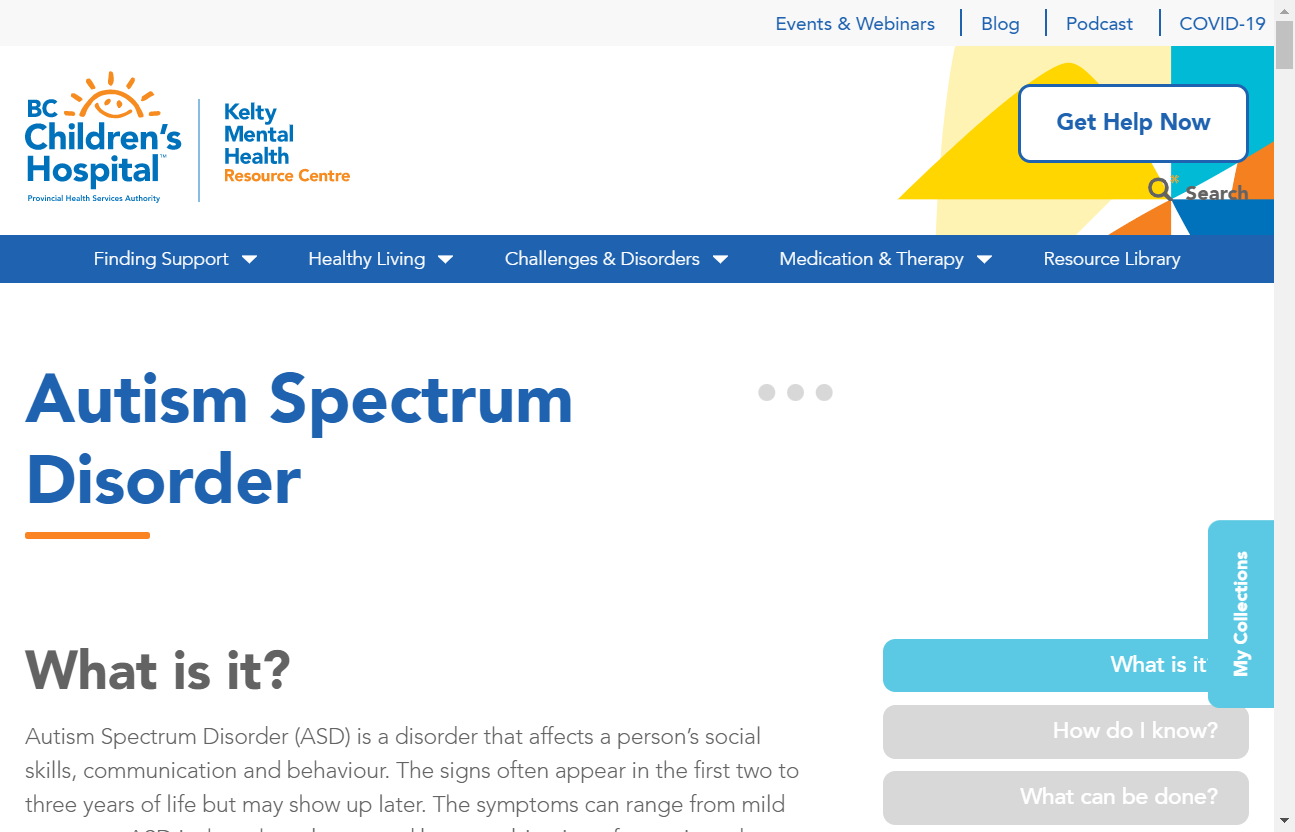 Events & Webinars
Blog
Podcast
COVID-19
BC
Children's
Hospital™
Provincial Health Services Authority
Kelty
Mental
Health
Resource Centre
Get Help Now
Search
Finding Support
Healthy Living
Challenges & Disorders
Medication & Therapy
Resource Library
Autism Spectrum
Disorder
My Collections
What is it?
What is it
How do I know?
What can be done?
Autism Spectrum Disorder (ASD) is a disorder that affects a person’s social
skills, communication and behaviour. The signs often appear in the first two to
three years of life but may show up later. The symptoms can range from mild